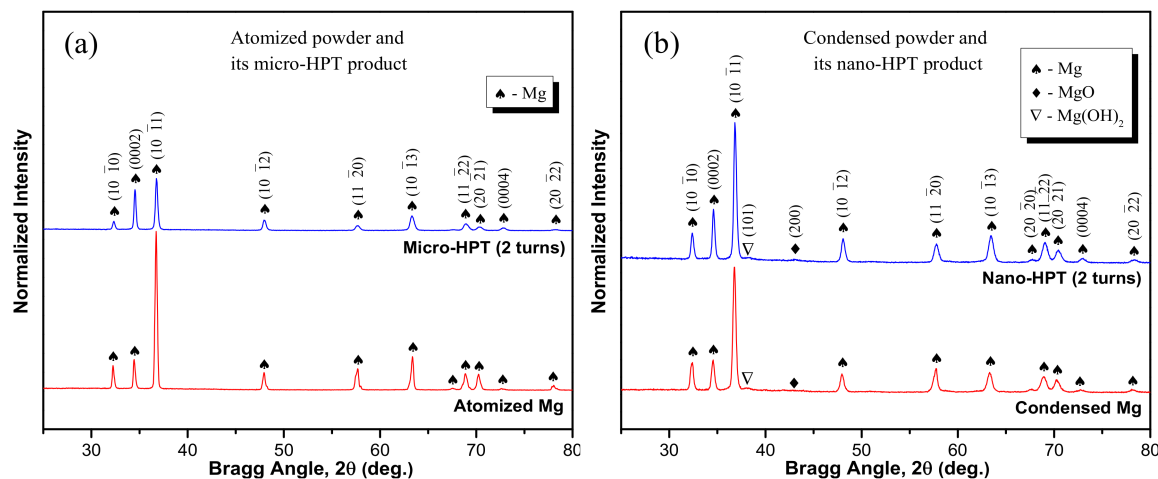 (a)
Atomized powder and
its micro-HPT product
♠ - Mg
(10 1̅0)
(0002)
(10 1̅1)
(10 1̅2)
(11 2̅0)
(10 1̅3)
(11 2̅2)
(20 2̅1)
(0004)
(20 2̅2)
Micro-HPT (2 turns)
Atomized Mg
Normalized Intensity
30
40
50
60
70
80
Bragg Angle, 2θ (deg.)
(b)
Condensed powder and
its nano-HPT product
♠ - Mg
♦ - MgO
∇ - Mg(OH)₂
(10 1̅0)
(0002)
(10 1̅1)
(101)
(200)
(10 1̅2)
(11 2̅0)
(10 1̅3)
(20 2̅0)
(11 2̅2)
(20 2̅1)
(0004)
(20 2̅2)
Nano-HPT (2 turns)
Condensed Mg
Normalized Intensity
30
40
50
60
70
80
Bragg Angle, 2θ (deg.)